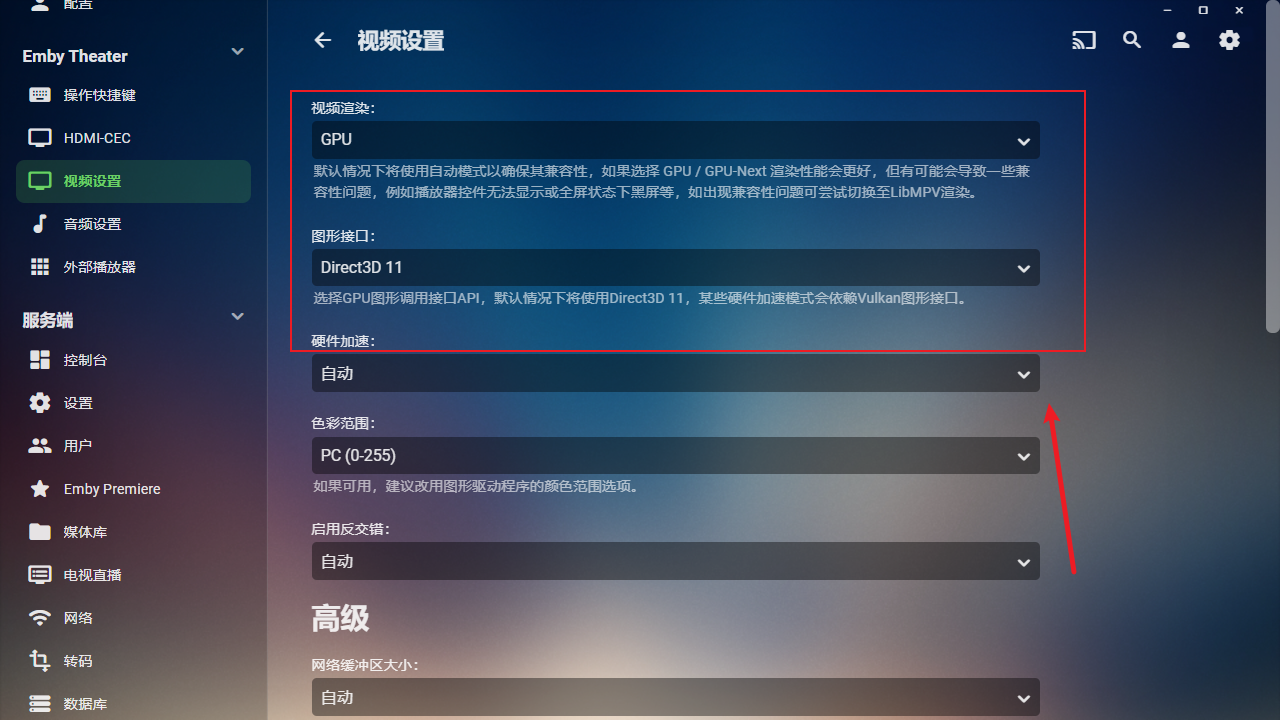 配置
Emby Theater
操作快捷键
HDMI-CEC
视频设置
音频设置
外部播放器
服务端
控制台
设置
用户
Emby Premiere
媒体库
电视直播
网络
转码
数据库
视频设置
视频渲染:
GPU
默认情况下将使用自动模式以确保其兼容性，如果选择 GPU / GPU-Next 渲染性能会更好，但有可能会导致一些兼
容性问题，例如播放器控件无法显示或全屏状态下黑屏等，如出现兼容性问题可尝试切换至LibMPV渲染。
图形接口:
Direct3D 11
选择GPU图形调用接口API，默认情况下将使用Direct3D 11，某些硬件加速模式会依赖Vulkan图形接口。
硬件加速:
自动
色彩范围:
PC (0-255)
如果可用，建议改用图形驱动程序的颜色范围选项。
启用反交错:
自动
高级
网络缓冲区大小:
自动